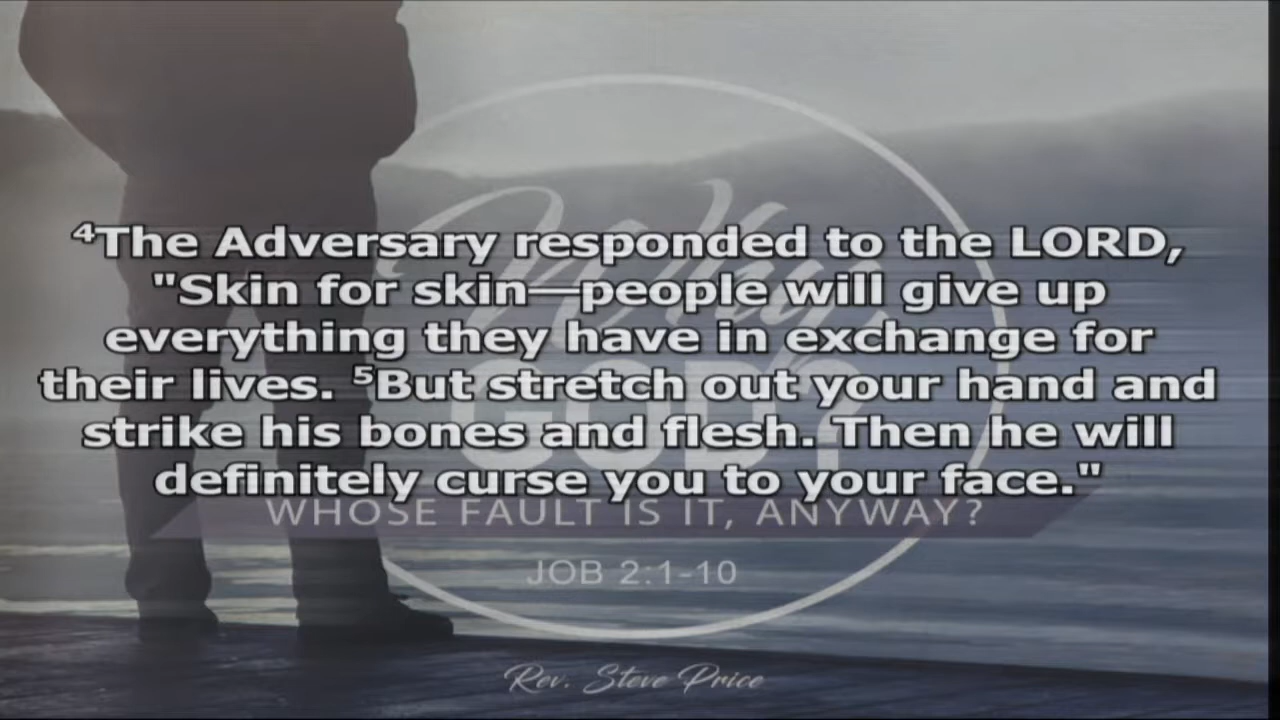 ⁴The Adversary responded to the LORD,
"Skin for skin—people will give up
everything they have in exchange for
their lives. ⁵But stretch out your hand and
strike his bones and flesh. Then he will
definitely curse you to your face."
Why
GOD?
WHOSE FAULT IS IT, ANYWAY?
JOB 2:1-10
Rev. Steve Price